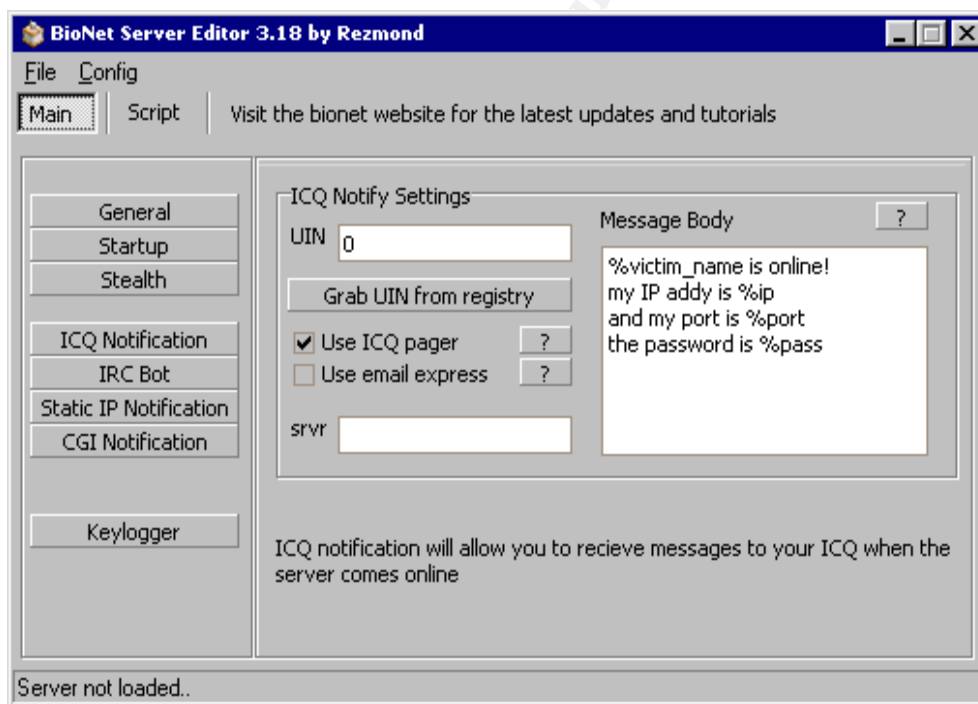 BioNet Server Editor 3.18 by Rezmond
File Config
Main Script Visit the bionet website for the latest updates and tutorials
General
Startup
Stealth
ICQ Notification
IRC Bot
Static IP Notification
CGI Notification
Keylogger
ICQ Notify Settings
UIN 0
Grab UIN from registry
Use ICQ pager ?
Use email express ?
srvr
Message Body ?
%victim_name is online!
my IP addy is %ip
and my port is %port
the password is %pass
ICQ notification will allow you to recieve messages to your ICQ when the
server comes online
Server not loaded..